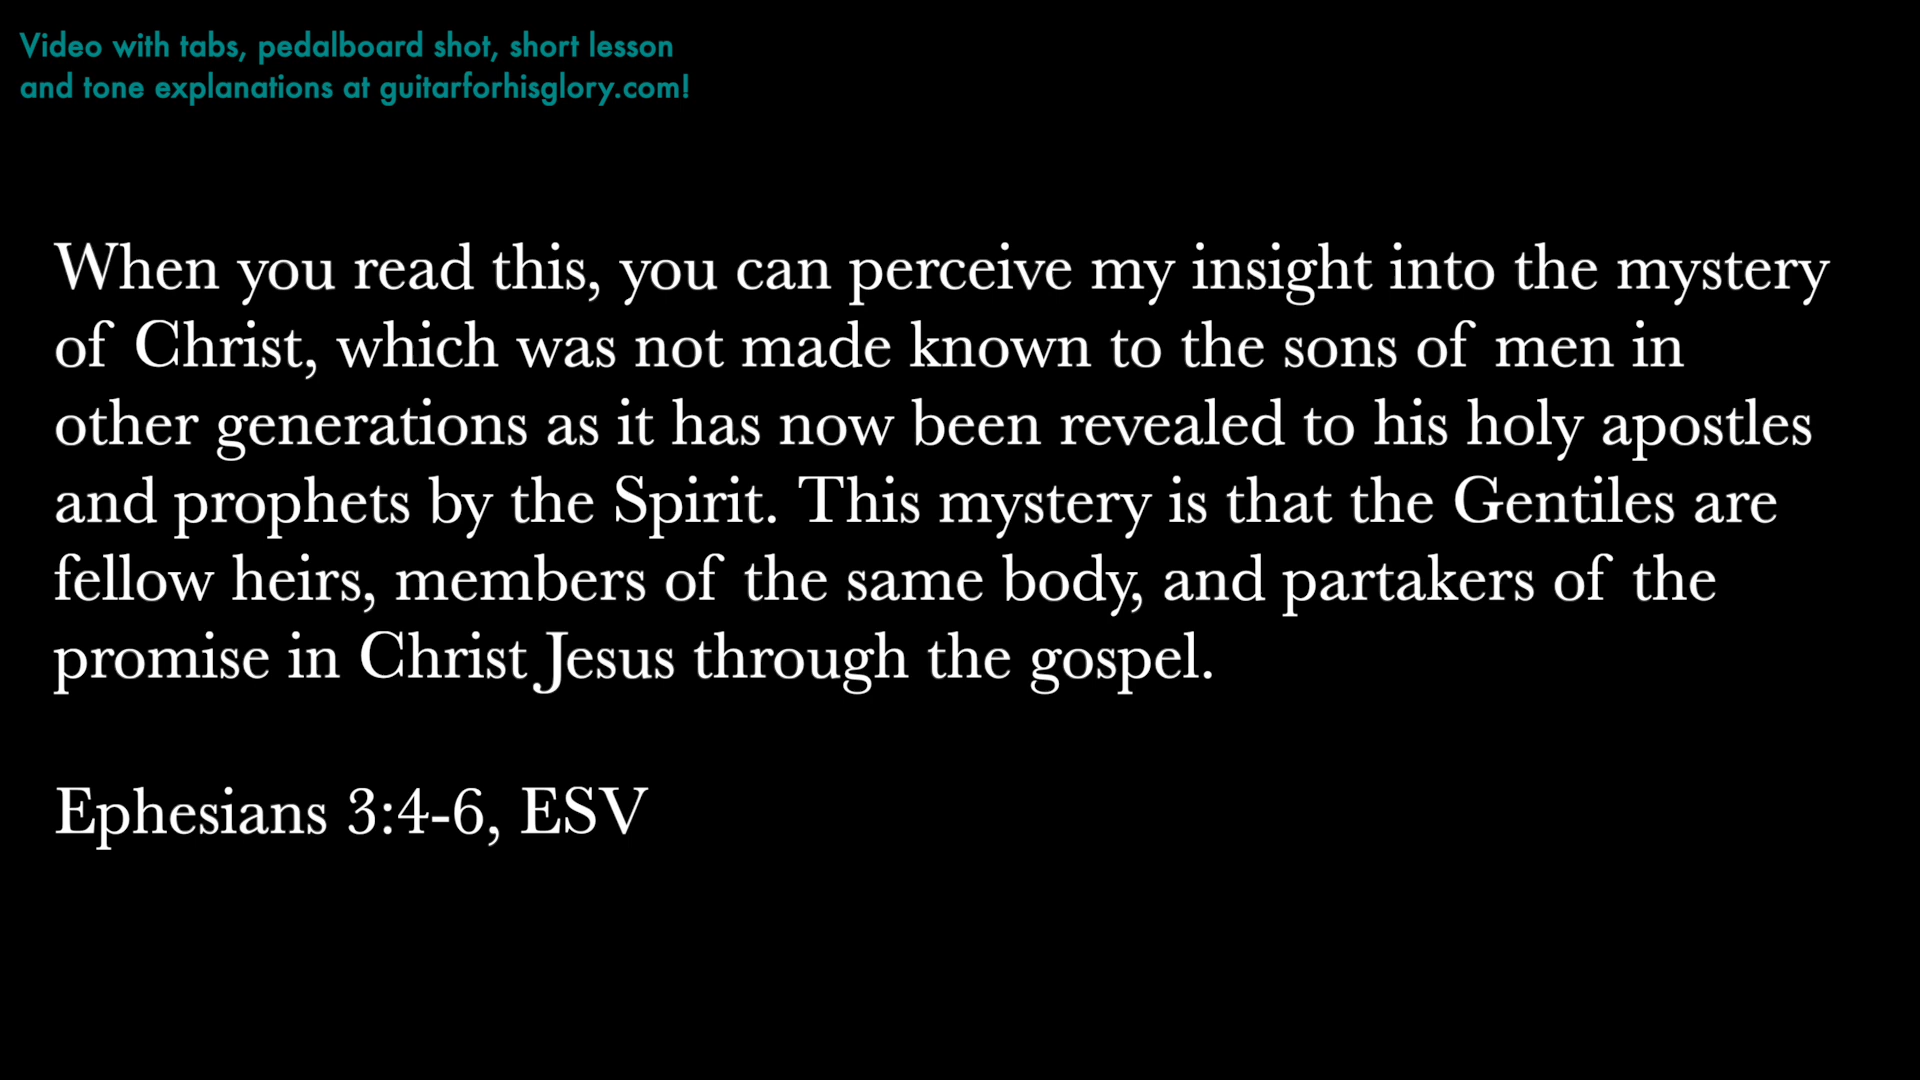 Video with tabs, pedalboard shot, short lesson
and tone explanations at guitarforhisglory.com!
When you read this, you can perceive my insight into the mystery
of Christ, which was not made known to the sons of men in
other generations as it has now been revealed to his holy apostles
and prophets by the Spirit. This mystery is that the Gentiles are
fellow heirs, members of the same body, and partakers of the
promise in Christ Jesus through the gospel.
Ephesians 3:4-6, ESV